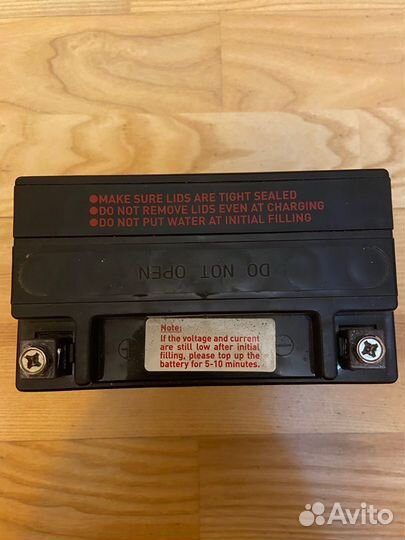 ●MAKE SURE LIDS ARE TIGHT SEALED
●DO NOT REMOVE LIDS EVEN AT CHARGING
●DO NOT PUT WATER AT INITIAL FILLING
DO NOT OPEN
Note:
If the voltage and current
are still low after initial
filling, please top up the
battery for 5-10 minutes.
Avito